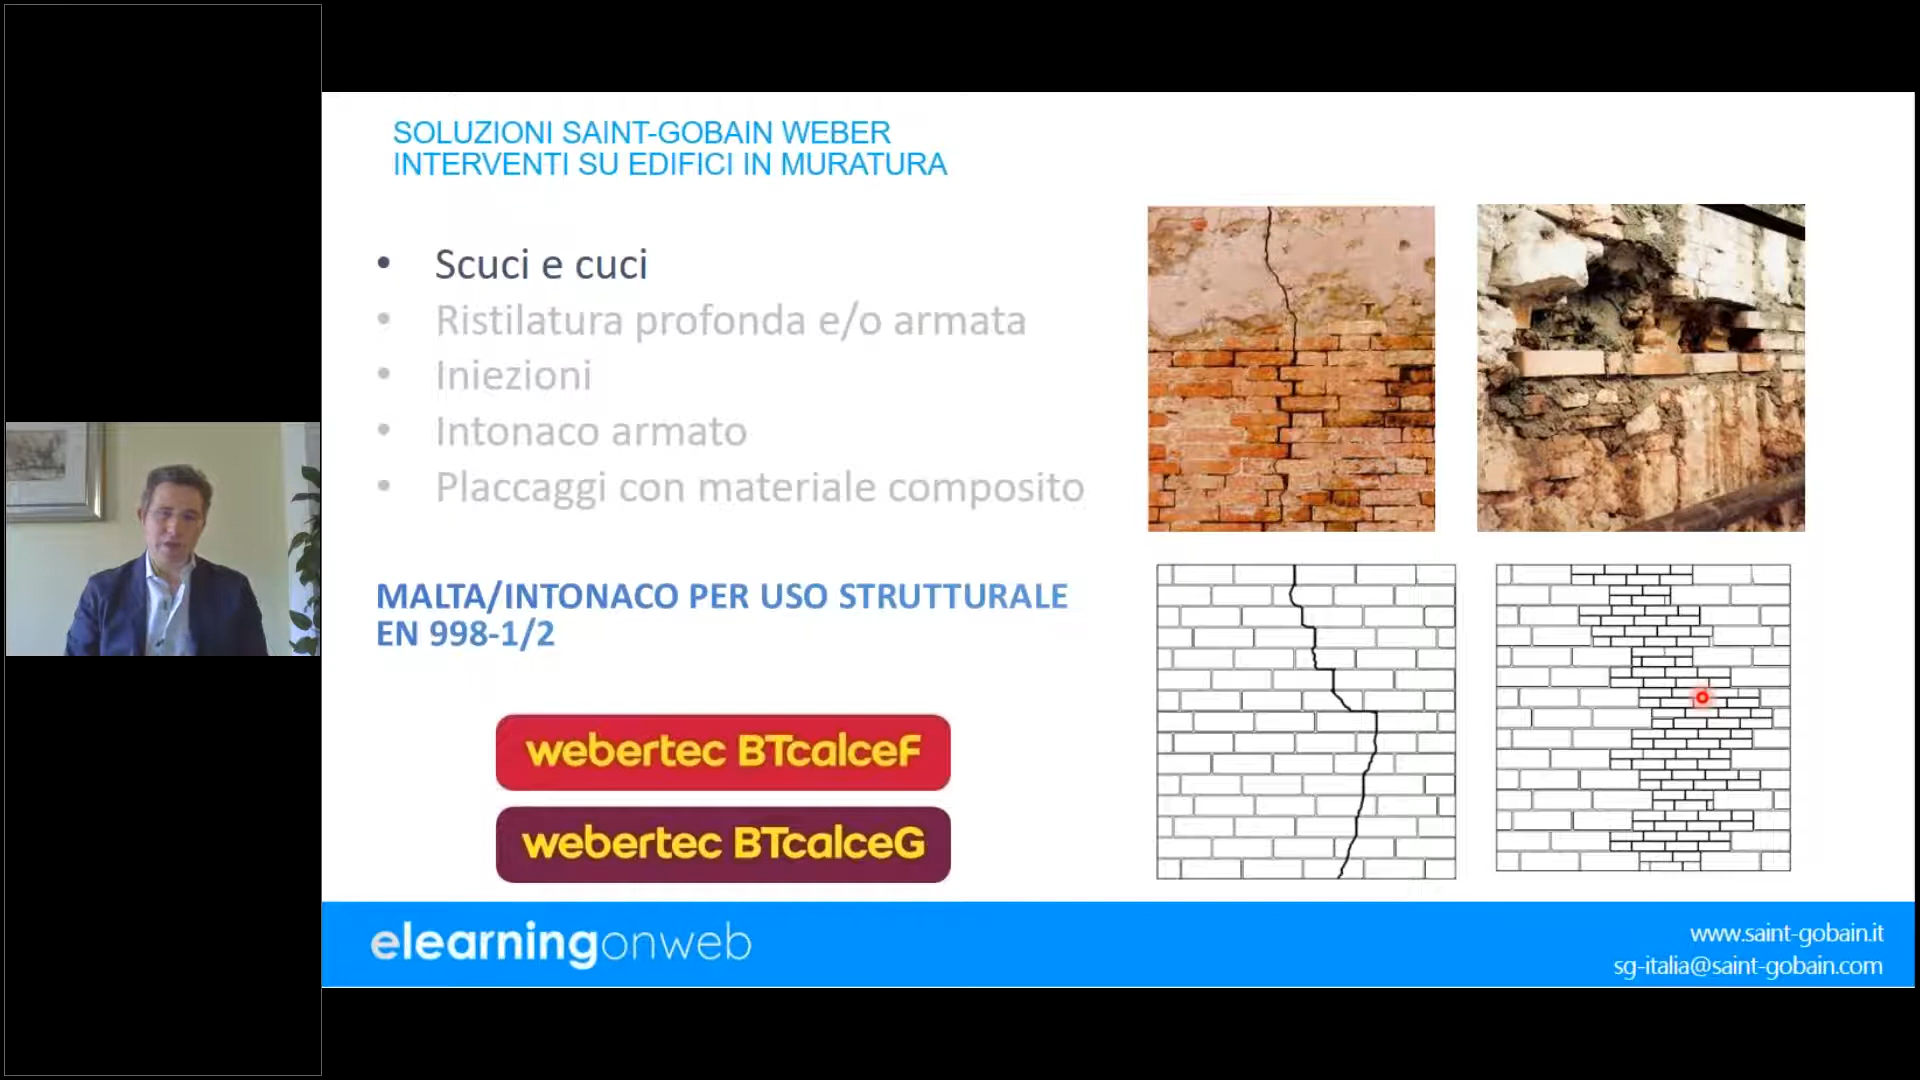 SOLUZIONI SAINT-GOBAIN WEBER
INTERVENTI SU EDIFICI IN MURATURA
• Scuci e cuci
• Ristilatura profonda e/o armata
• Iniezioni
• Intonaco armato
• Placcaggi con materiale composito
MALTA/INTONACO PER USO STRUTTURALE
EN 998-1/2
webertec BTcalceF
webertec BTcalceG
elearningonweb
www.saint-gobain.it
sg-italia@saint-gobain.com